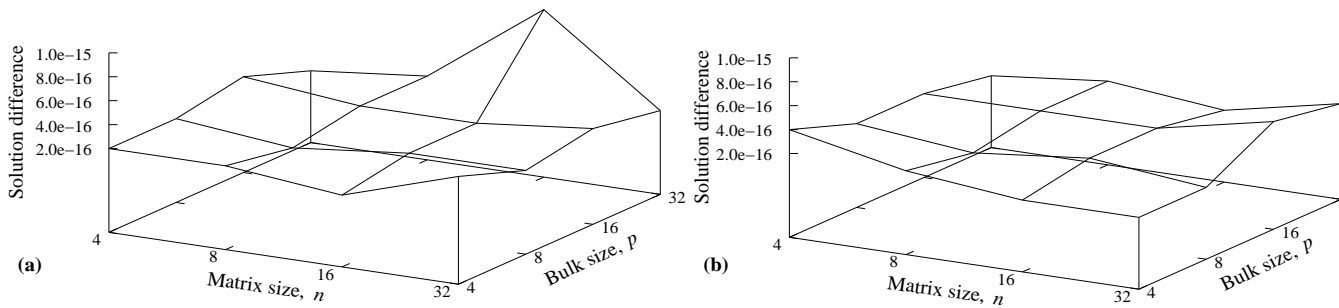 Solution difference
1.0e−15
8.0e−16
6.0e−16
4.0e−16
2.0e−16
4
8
16
32
Matrix size, n
4
8
16
32
Bulk size, p
(a)
Solution difference
1.0e−15
8.0e−16
6.0e−16
4.0e−16
2.0e−16
4
8
16
32
Matrix size, n
4
8
16
Bulk size, p
(b)